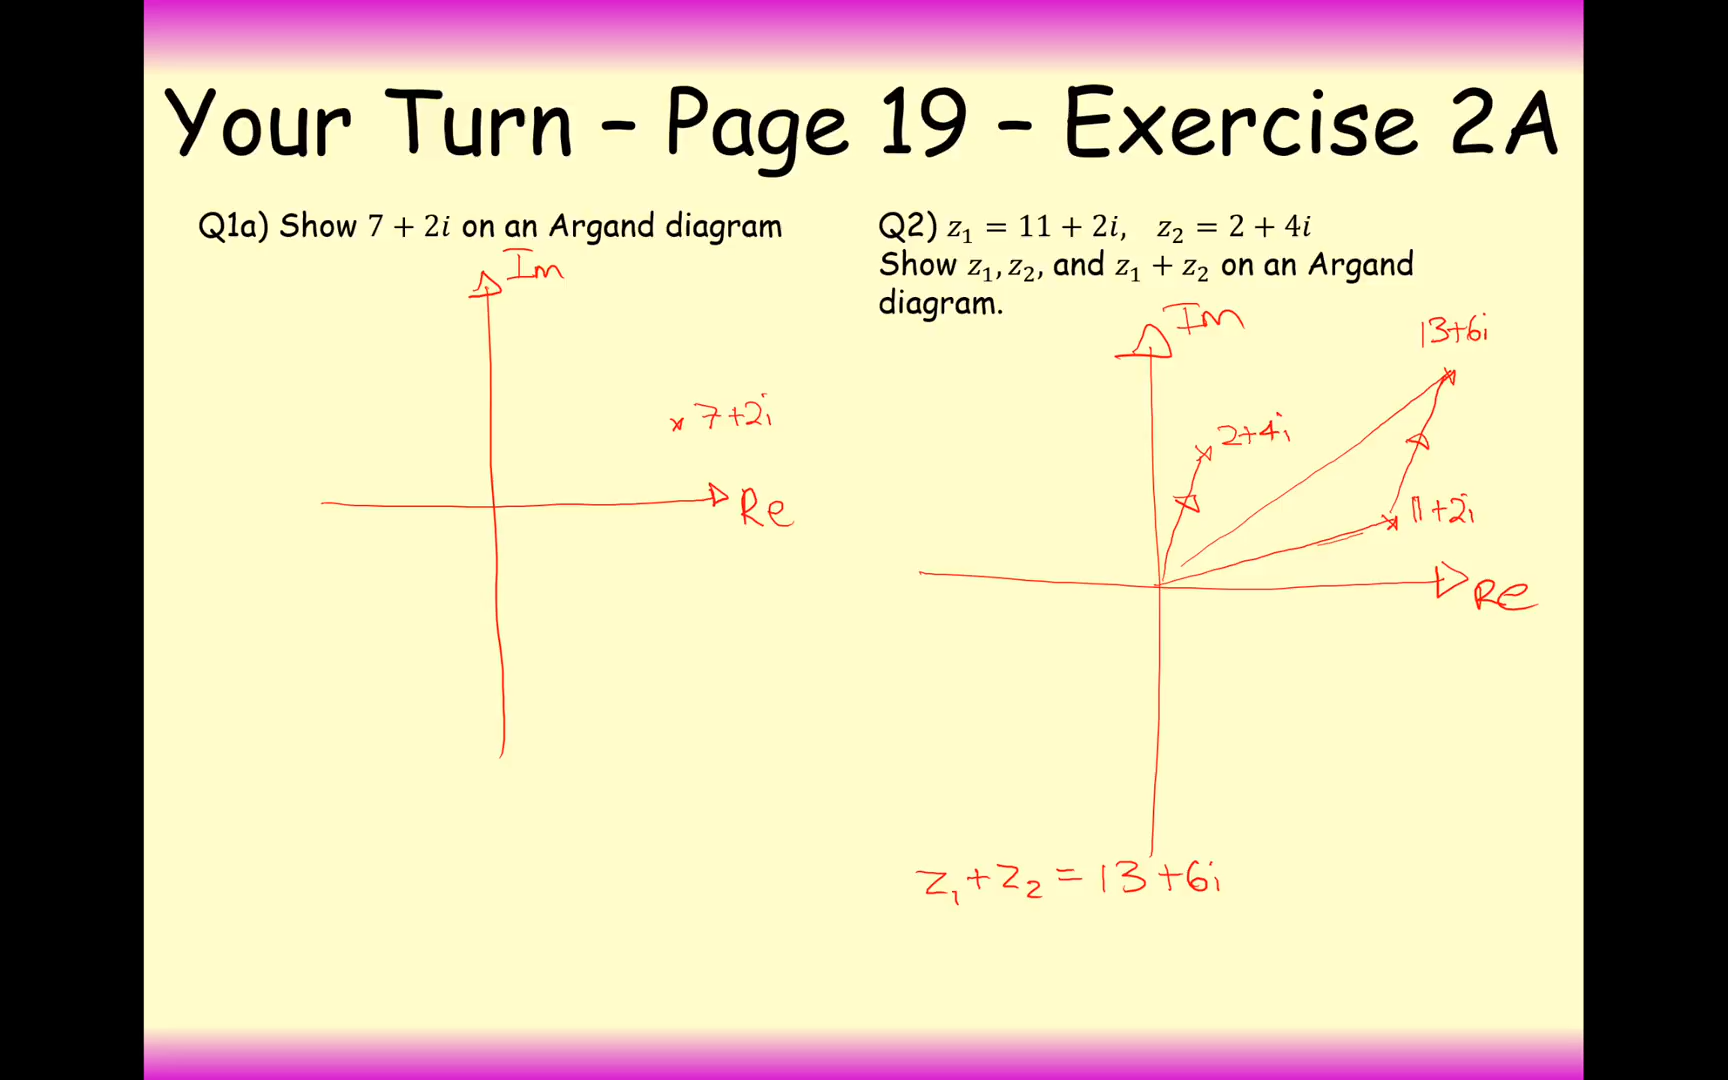 Your Turn – Page 19 – Exercise 2A
Q1a) Show 7 + 2i on an Argand diagram
Im
7+2i
Re
Q2) z₁ = 11 + 2i, z₂ = 2 + 4i
Show z₁, z₂, and z₁ + z₂ on an Argand
diagram.
Im
13+6i
2+4i
11+2i
Re
z₁+z₂ = 13+6i